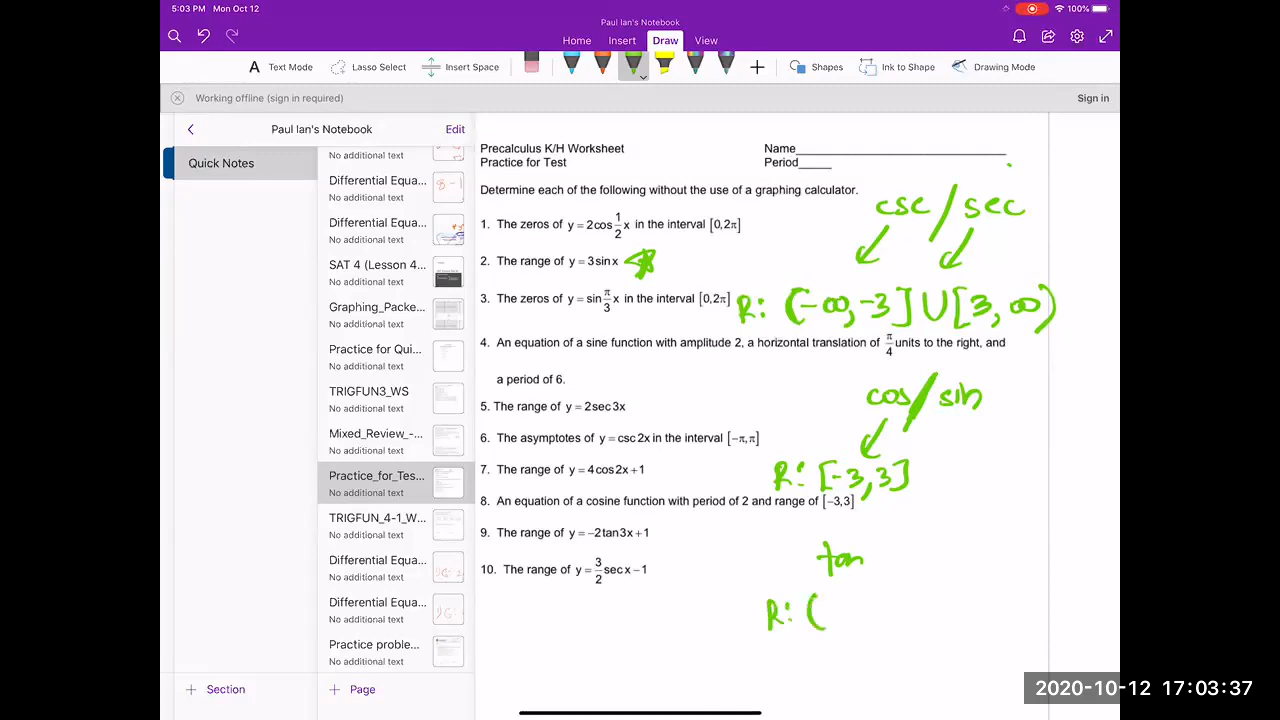 5:03 PM Mon Oct 12
100%
Paul Ian's Notebook
Home Insert Draw View
Text Mode Lasso Select Insert Space Shapes Ink to Shape Drawing Mode
Working offline (sign in required) Sign in
Paul Ian's Notebook Edit
Quick Notes
No additional text
Differential Equa...
No additional text
8 - 1
Differential Equa...
No additional text
SAT 2 (Lesson 4...
No additional text
Graphing_Packe...
No additional text
Practice for Qui...
No additional text
TRIGFUN3_WS
No additional text
Mixed_Review_-...
No additional text
Practice_for_Tes...
No additional text
TRIGFUN_4-1_W...
No additional text
Differential Equa...
No additional text
Differential Equa...
No additional text
Practice proble...
No additional text
+ Section + Page
Precalculus K/H Worksheet Name
Practice for Test Period
Determine each of the following without the use of a graphing calculator.
1. The zeros of y = 2cos 1/2 x in the interval [0,2π]
2. The range of y = 3 sin x
3. The zeros of y = sin π/3 x in the interval [0,2π]
4. An equation of a sine function with amplitude 2, a horizontal translation of π/4 units to the right, and
a period of 6.
5. The range of y = 2sec 3x
6. The asymptotes of y = csc 2x in the interval [−π,π]
7. The range of y = 4cos 2x + 1
8. An equation of a cosine function with period of 2 and range of [−3,3]
9. The range of y = −2tan 3x + 1
10. The range of y = 3/2 sec x − 1
csc / sec
R: (-∞, -3] U [3, ∞)
cos / sin
R: [-3, 3]
tan
R: (
2020-10-12 17:03:37